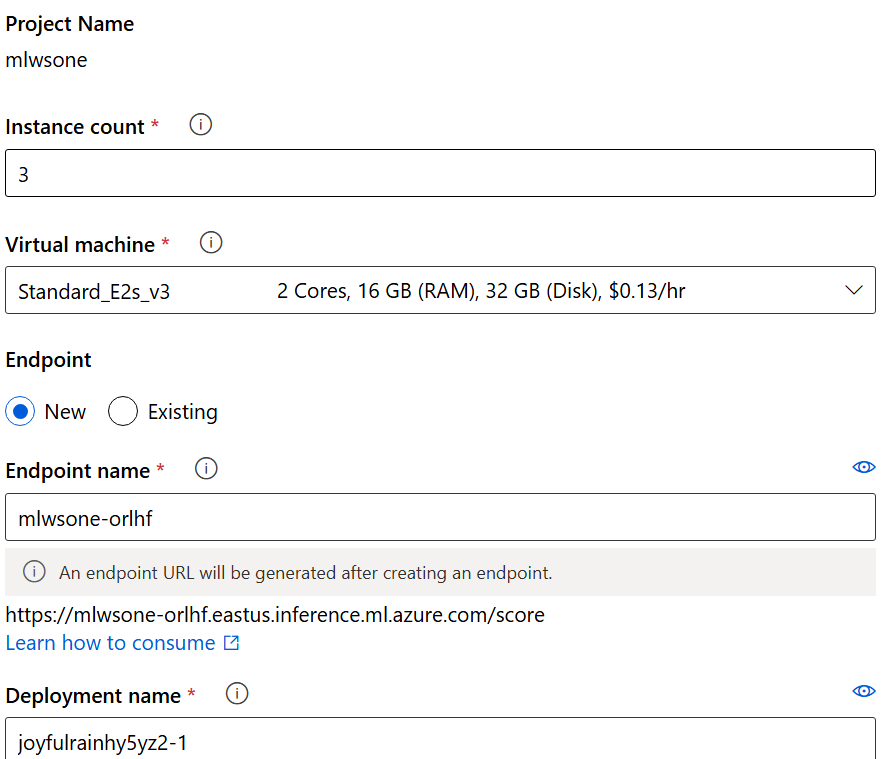 Project Name
mlwsone
Instance count *
3
Virtual machine *
Standard_E2s_v3 2 Cores, 16 GB (RAM), 32 GB (Disk), $0.13/hr
Endpoint
New Existing
Endpoint name *
mlwsone-orlhf
An endpoint URL will be generated after creating an endpoint.
https://mlwsone-orlhf.eastus.inference.ml.azure.com/score
Learn how to consume
Deployment name *
joyfulrainhy5yz2-1